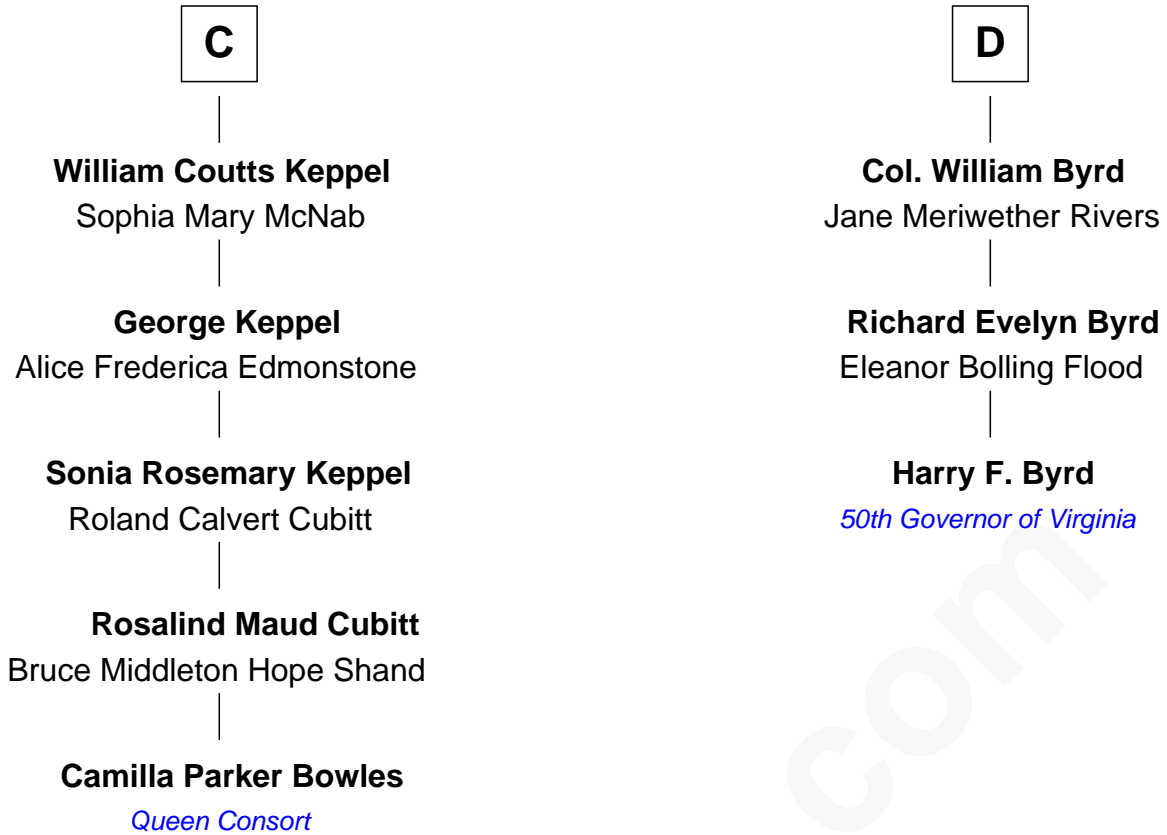 C
William Coutts Keppel
Sophia Mary McNab
George Keppel
Alice Frederica Edmonstone
Sonia Rosemary Keppel
Roland Calvert Cubitt
Rosalind Maud Cubitt
Bruce Middleton Hope Shand
Camilla Parker Bowles
Queen Consort
D
Col. William Byrd
Jane Meriwether Rivers
Richard Evelyn Byrd
Eleanor Bolling Flood
Harry F. Byrd
50th Governor of Virginia
com